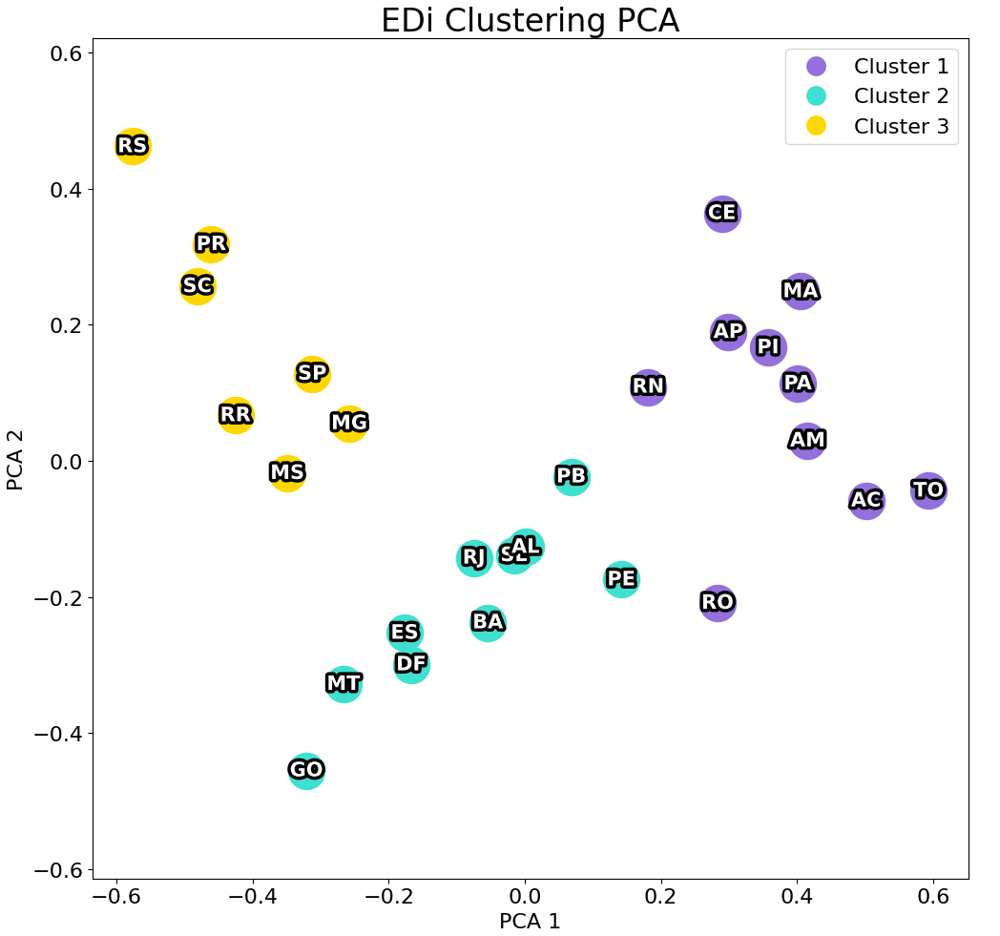 EDi Clustering PCA
Cluster 1
Cluster 2
Cluster 3
0.6
0.4
0.2
0.0
−0.2
−0.4
−0.6
PCA 2
RS
CE
PR
SC
MA
AP
PI
SP
PA
RN
RR
MG
AM
MS
PB
TO
AC
AL
RJ
PE
RO
BA
ES
DF
MT
GO
−0.6
−0.4
−0.2
0.0
0.2
0.4
0.6
PCA 1